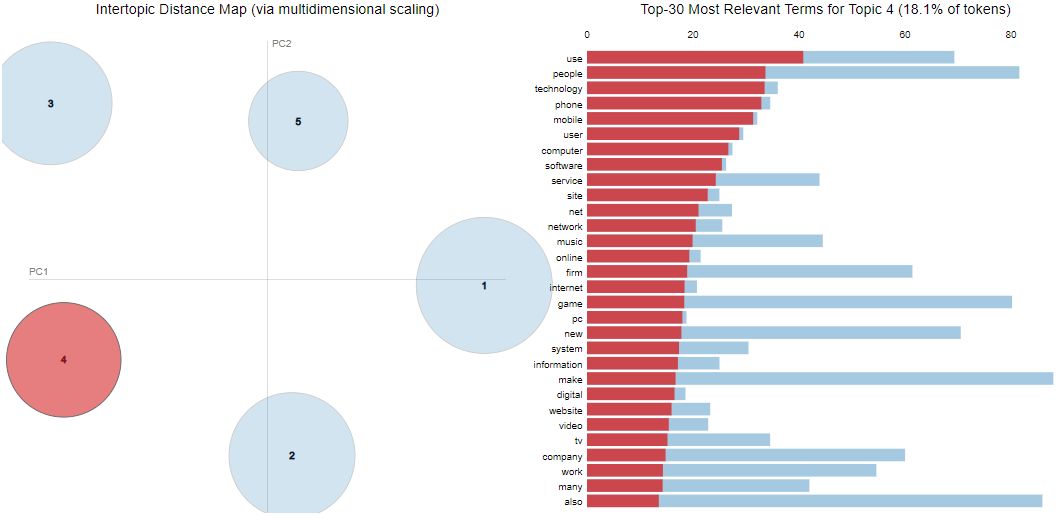 Intertopic Distance Map (via multidimensional scaling)
PC2
PC1
3
5
1
4
2
Top-30 Most Relevant Terms for Topic 4 (18.1% of tokens)
0 20 40 60 80
use
people
technology
phone
mobile
user
computer
software
service
site
net
network
music
online
firm
internet
game
pc
new
system
information
make
digital
website
video
tv
company
work
many
also